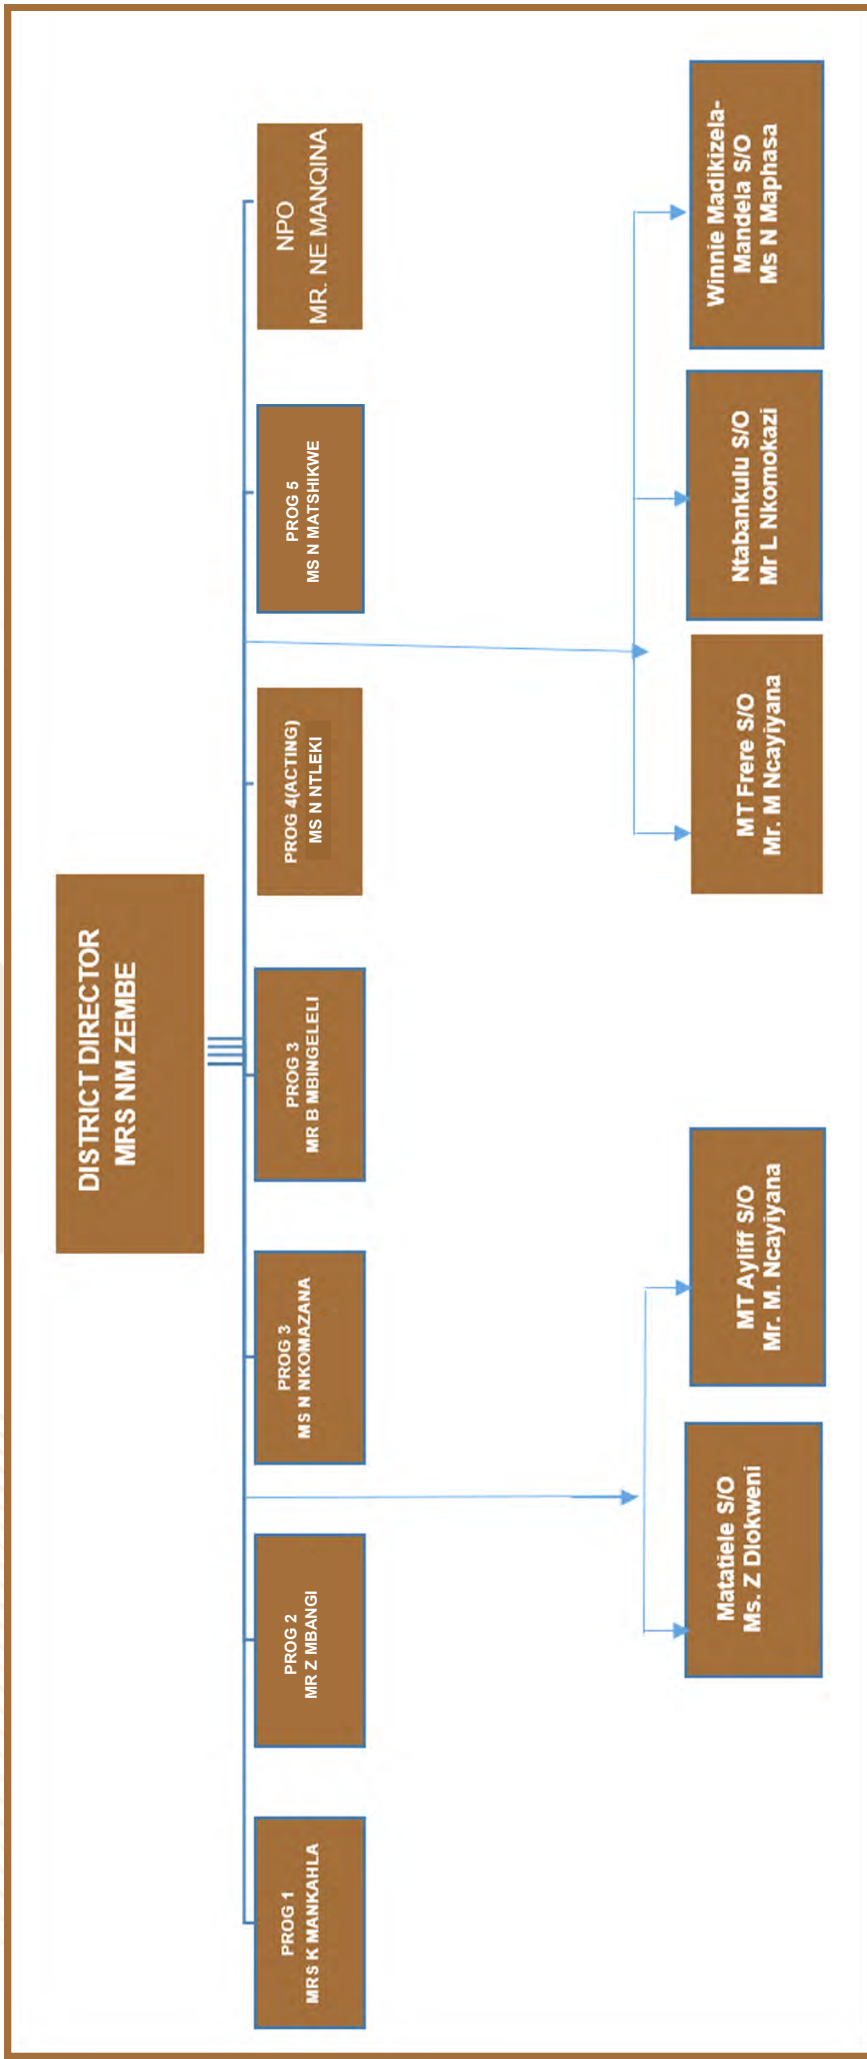 DISTRICT DIRECTOR
MRS NM ZEMBE
PROG 1
MRS K MANKAHLA
PROG 2
MR Z MBANGI
PROG 3
MS N NKOMAZANA
PROG 3
MR B MBINGELELI
PROG 4(ACTING)
MS N NTLEKI
PROG 5
MS N MATSHIKWE
NPO
MR. NE MANQINA
Matatiele S/O
Ms. Z Dlokweni
MT Ayliff S/O
Mr. M. Ncayiyana
MT Frere S/O
Mr. M Ncayiyana
Ntabankulu S/O
Mr L Nkomokazi
Winnie Madikizela-
Mandela S/O
Ms N Maphasa